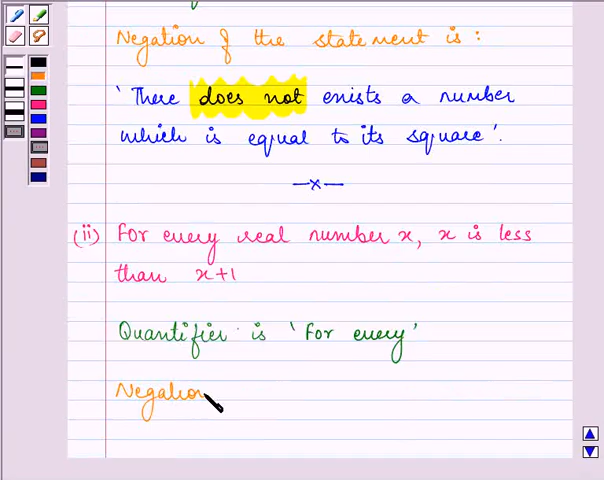 Negation of the statement is :
'There does not exists a number
which is equal to its square'.
—x—
(ii) For every real number x, x is less
than x+1
Quantifier is 'For every'
Negation